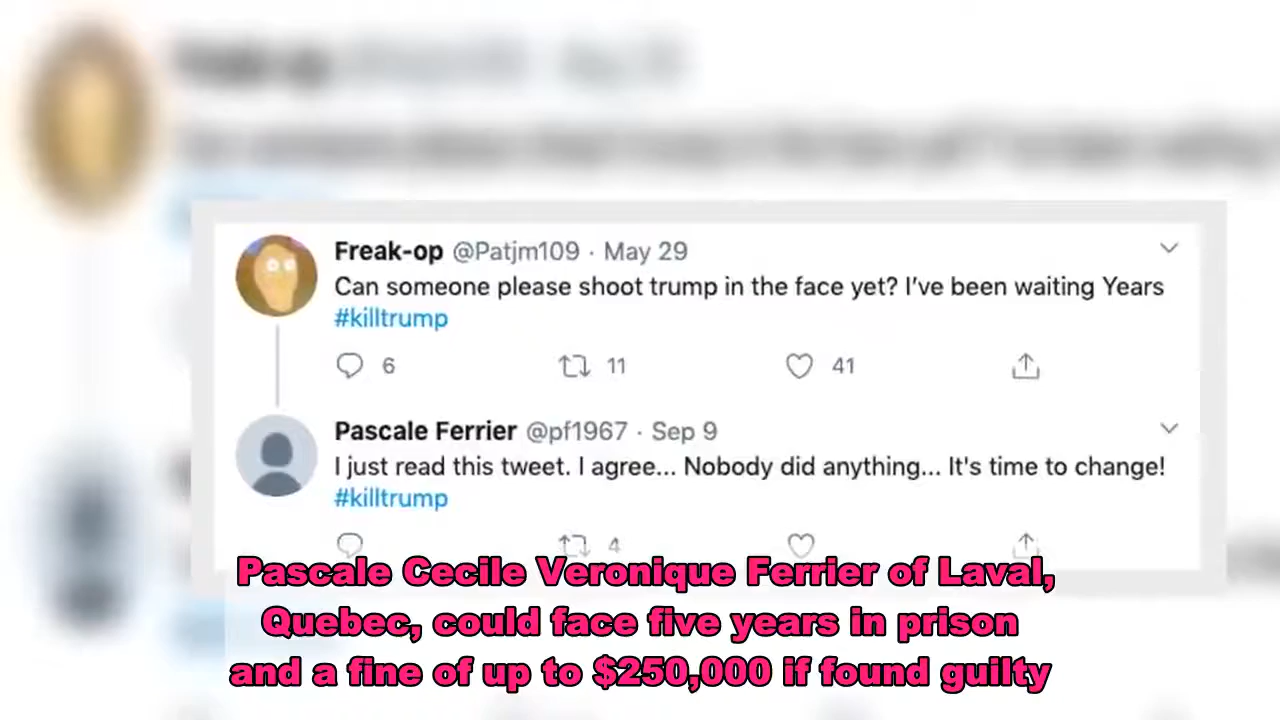 Freak-op @Patjm109 · May 29
Can someone please shoot trump in the face yet? I've been waiting Years
#killtrump
6 11 41
Pascale Ferrier @pf1967 · Sep 9
I just read this tweet. I agree... Nobody did anything... It's time to change!
#killtrump
4
Pascale Cecile Veronique Ferrier of Laval,
Quebec, could face five years in prison
and a fine of up to $250,000 if found guilty